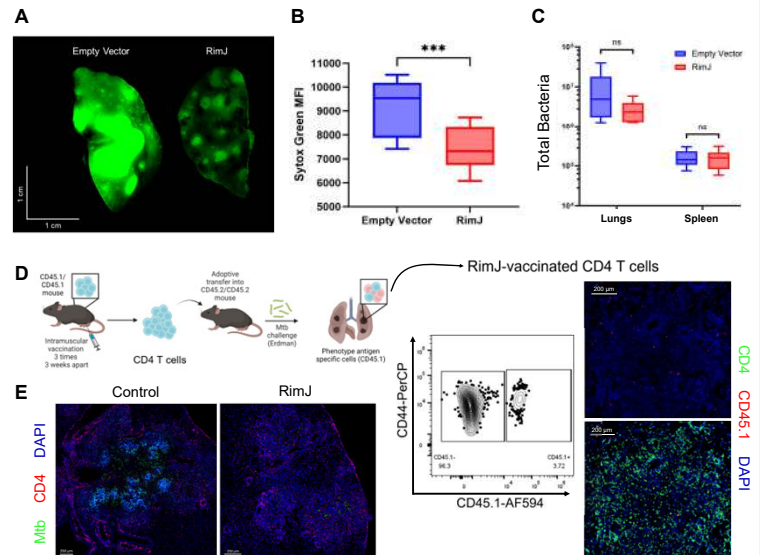 A
Empty Vector
RimJ
1 cm
1 cm
B
***
11000
10000
9000
8000
7000
6000
5000
Sytox Green MFI
Empty Vector
RimJ
C
ns
Empty Vector
RimJ
ns
Total Bacteria
10⁷
10⁶
10⁵
10⁴
Lungs
Spleen
D
CD45.1/
CD45.1
mouse
Intramuscular
vaccination
3 times
3 weeks apart
CD4 T cells
Adoptive
transfer into
CD45.2/CD45.2
mouse
Mtb
challenge
(Erdman)
Phenotype antigen
specific cells (CD45.1)
RimJ-vaccinated CD4 T cells
CD44-PerCP
CD45.1-
96.3
CD45.1+
3.72
CD45.1-AF594
200 μm
200 μm
CD4 CD45.1 DAPI
E
Control
RimJ
Mtb CD4 DAPI